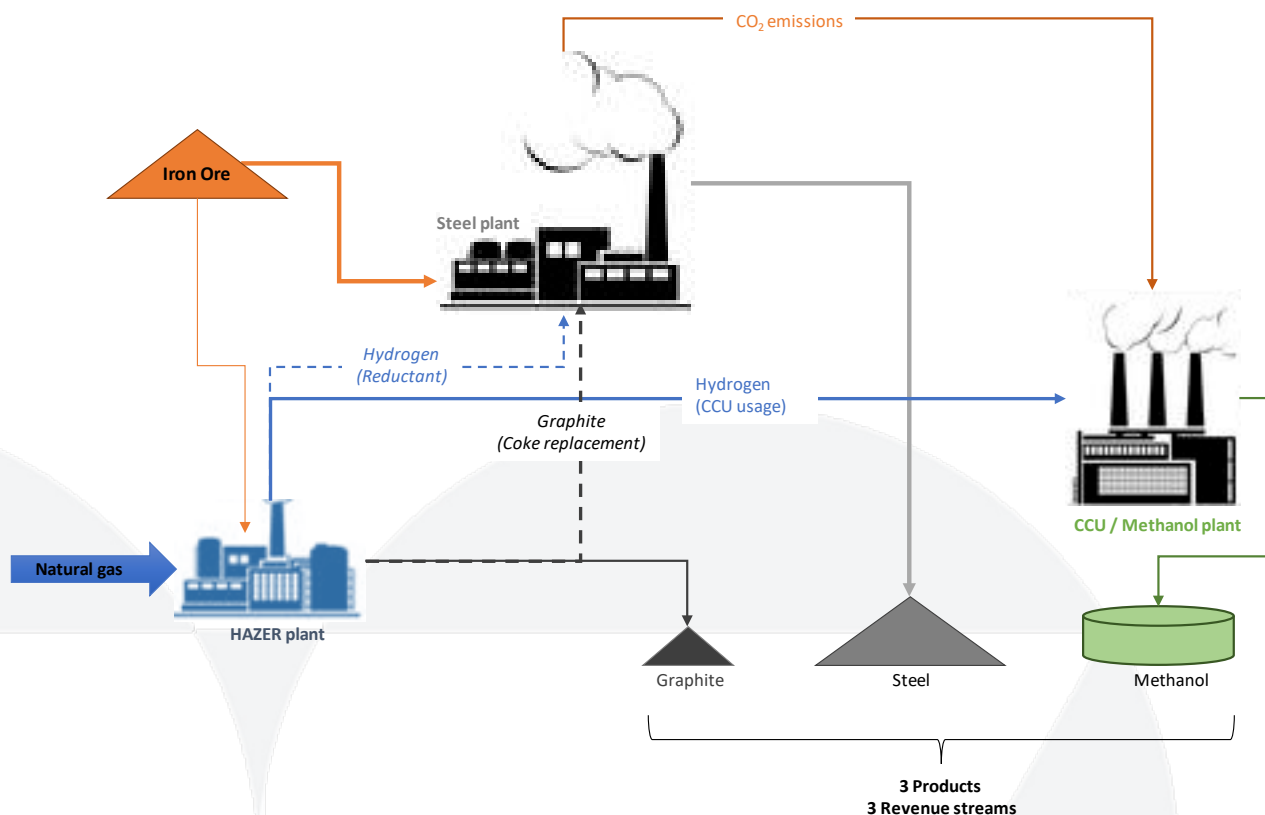 CO₂ emissions
Iron Ore
Steel plant
Hydrogen
(Reductant)
Hydrogen
(CCU usage)
Graphite
(Coke replacement)
CCU / Methanol plant
Natural gas
HAZER plant
Graphite
Steel
Methanol
3 Products
3 Revenue streams